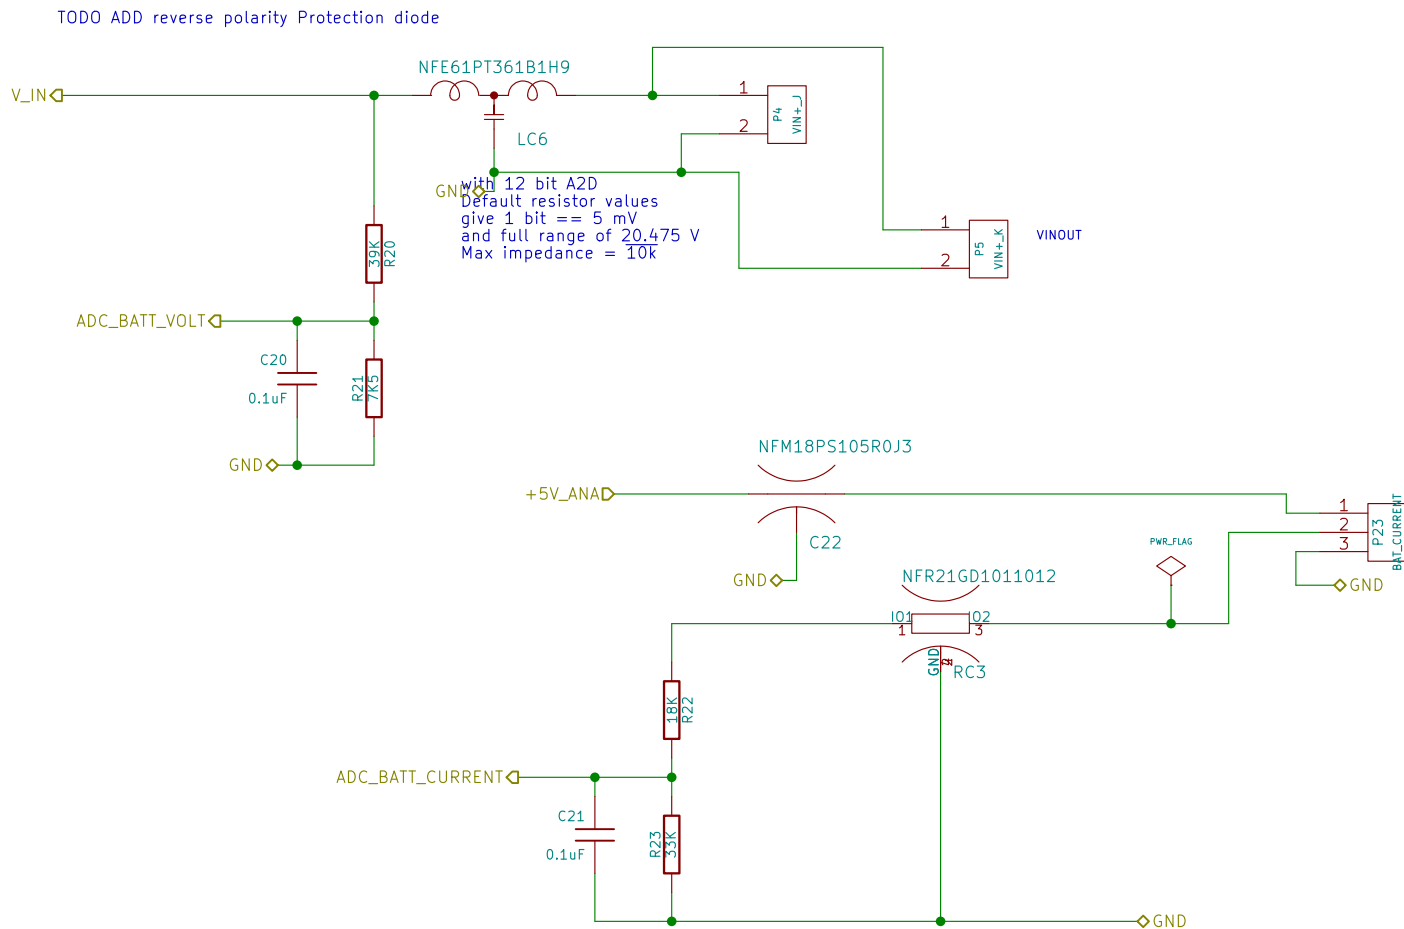 TODO ADD reverse polarity Protection diode
NFE61PT361B1H9
V_IN
1
2
P4
VIN+_J
LC6
GND
with 12 bit A2D
Default resistor values
give 1 bit == 5 mV
and full range of 20.475 V
Max impedance = 10k
1
2
P5
VIN+_K
VINOUT
39K
R20
ADC_BATT_VOLT
C20
0.1uF
R21
7K5
GND
NFM18PS105R0J3
+5V_ANA
C22
GND
1
2
3
P23
BAT_CURRENT
GND
PWR_FLAG
NFR21GD1011012
IO1
IO2
1
3
GND
2
RC3
18K
R22
ADC_BATT_CURRENT
C21
0.1uF
R23
33K
GND